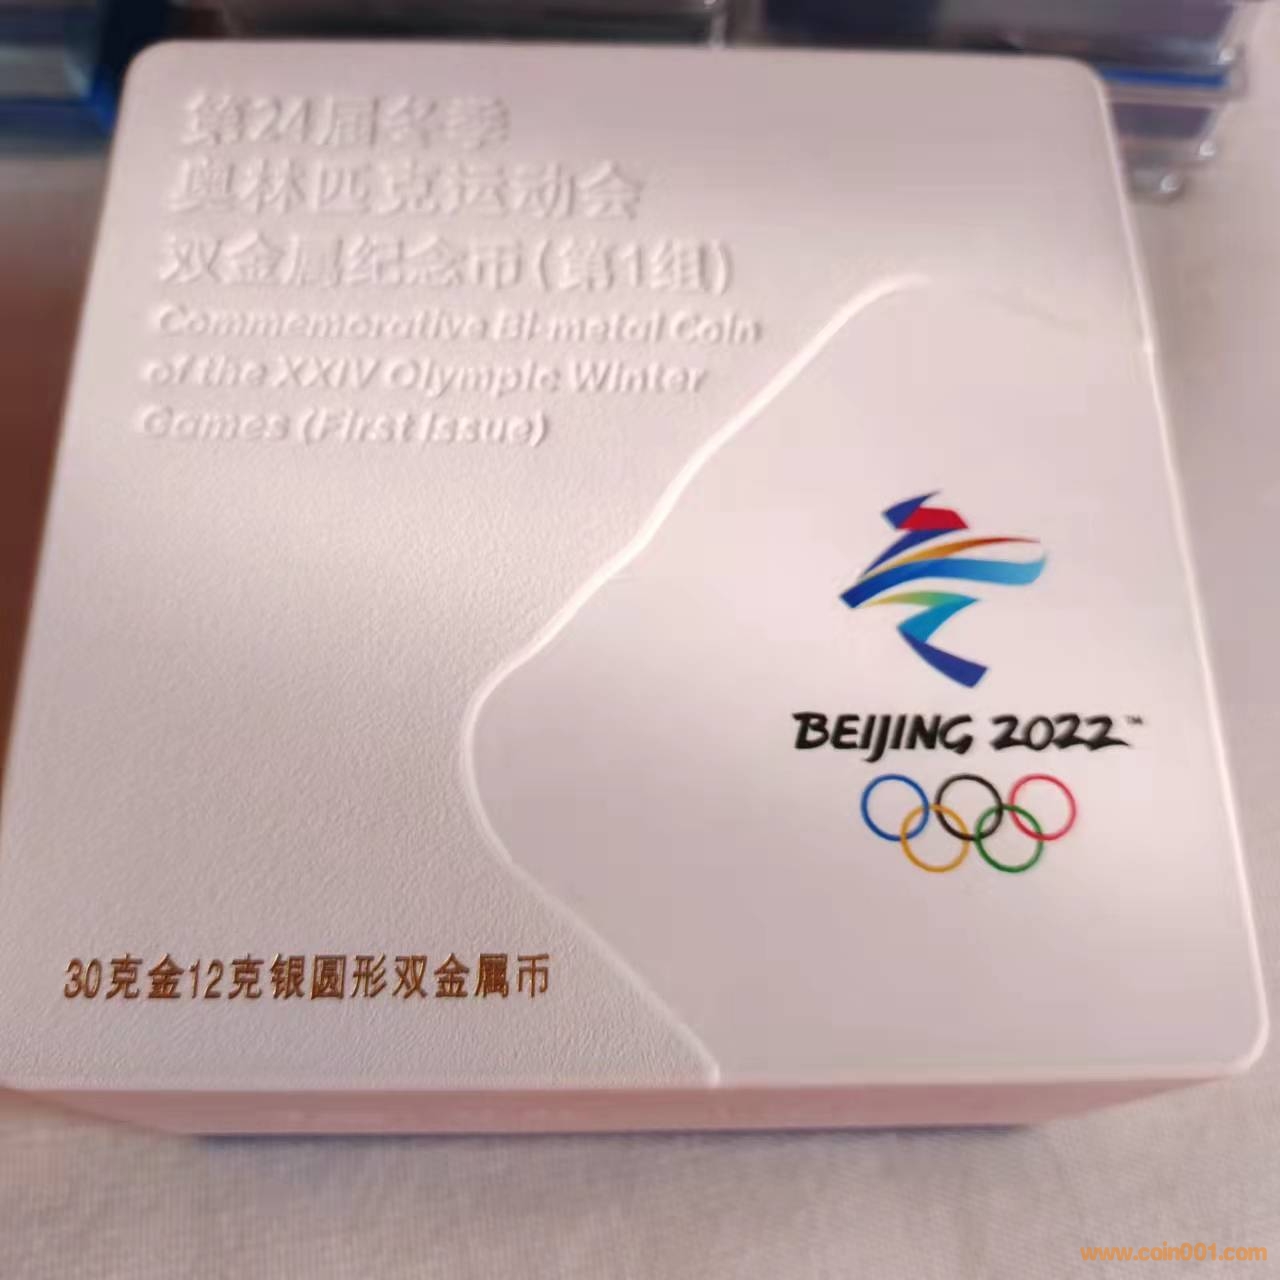 第24届冬季
奥林匹克运动会
双金属纪念币(第1组)
Commemorative Bi-metal Coin
of the XXIV Olympic Winter
Games (First Issue)
BEIJING 2022™
30克金12克银圆形双金属币
www.coin001.com